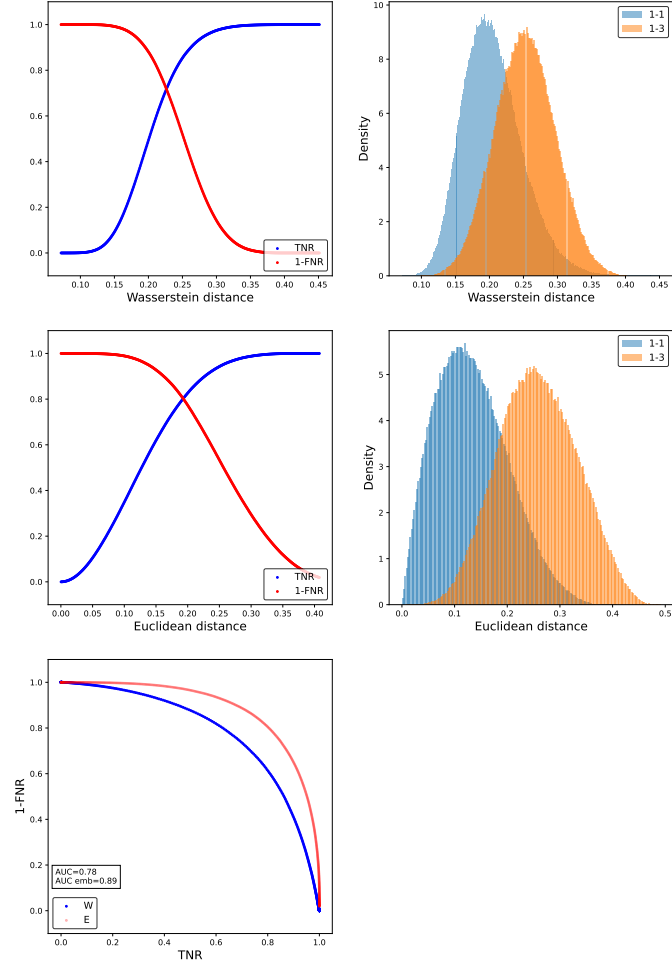 1.0
0.8
0.6
0.4
0.2
0.0
0.10 0.15 0.20 0.25 0.30 0.35 0.40 0.45
Wasserstein distance
TNR
1-FNR
10
8
6
4
2
0
Density
0.10 0.15 0.20 0.25 0.30 0.35 0.40 0.45
Wasserstein distance
1-1
1-3
1.0
0.8
0.6
0.4
0.2
0.0
0.00 0.05 0.10 0.15 0.20 0.25 0.30 0.35 0.40
Euclidean distance
TNR
1-FNR
5
4
3
2
1
0
Density
0.0 0.1 0.2 0.3 0.4 0.5
Euclidean distance
1-1
1-3
1.0
0.8
0.6
0.4
0.2
0.0
1-FNR
AUC=0.78
AUC emb=0.89
W
E
0.0 0.2 0.4 0.6 0.8 1.0
TNR